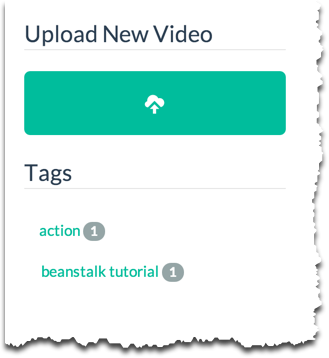 Upload New Video
Tags
action 1
beanstalk tutorial 1